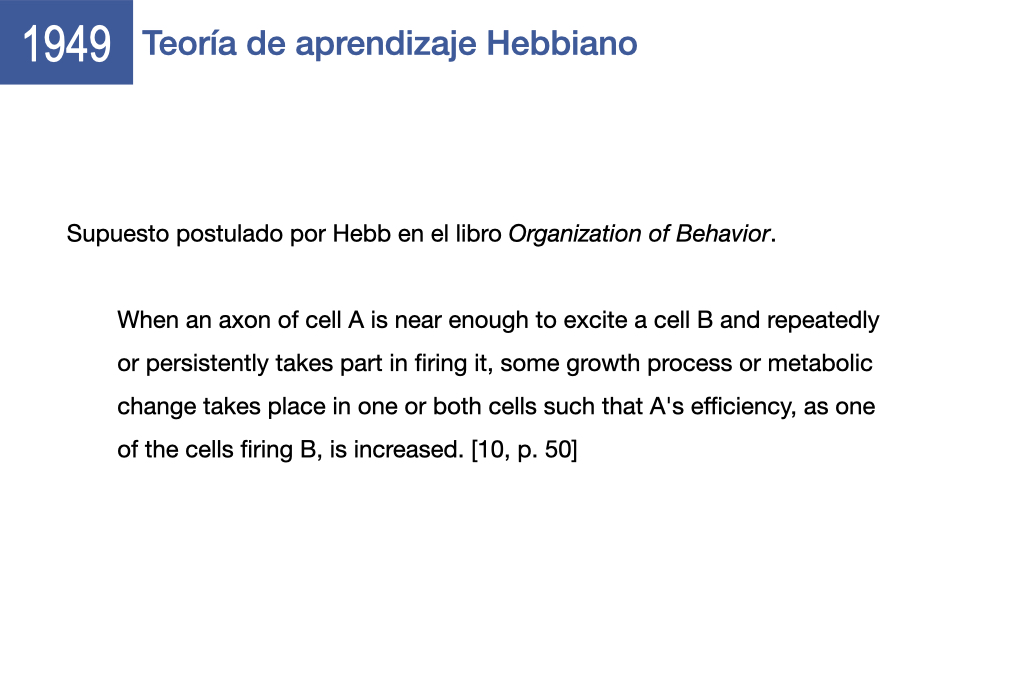 1949 Teoría de aprendizaje Hebbiano
Supuesto postulado por Hebb en el libro Organization of Behavior.
When an axon of cell A is near enough to excite a cell B and repeatedly
or persistently takes part in firing it, some growth process or metabolic
change takes place in one or both cells such that A's efficiency, as one
of the cells firing B, is increased. [10, p. 50]